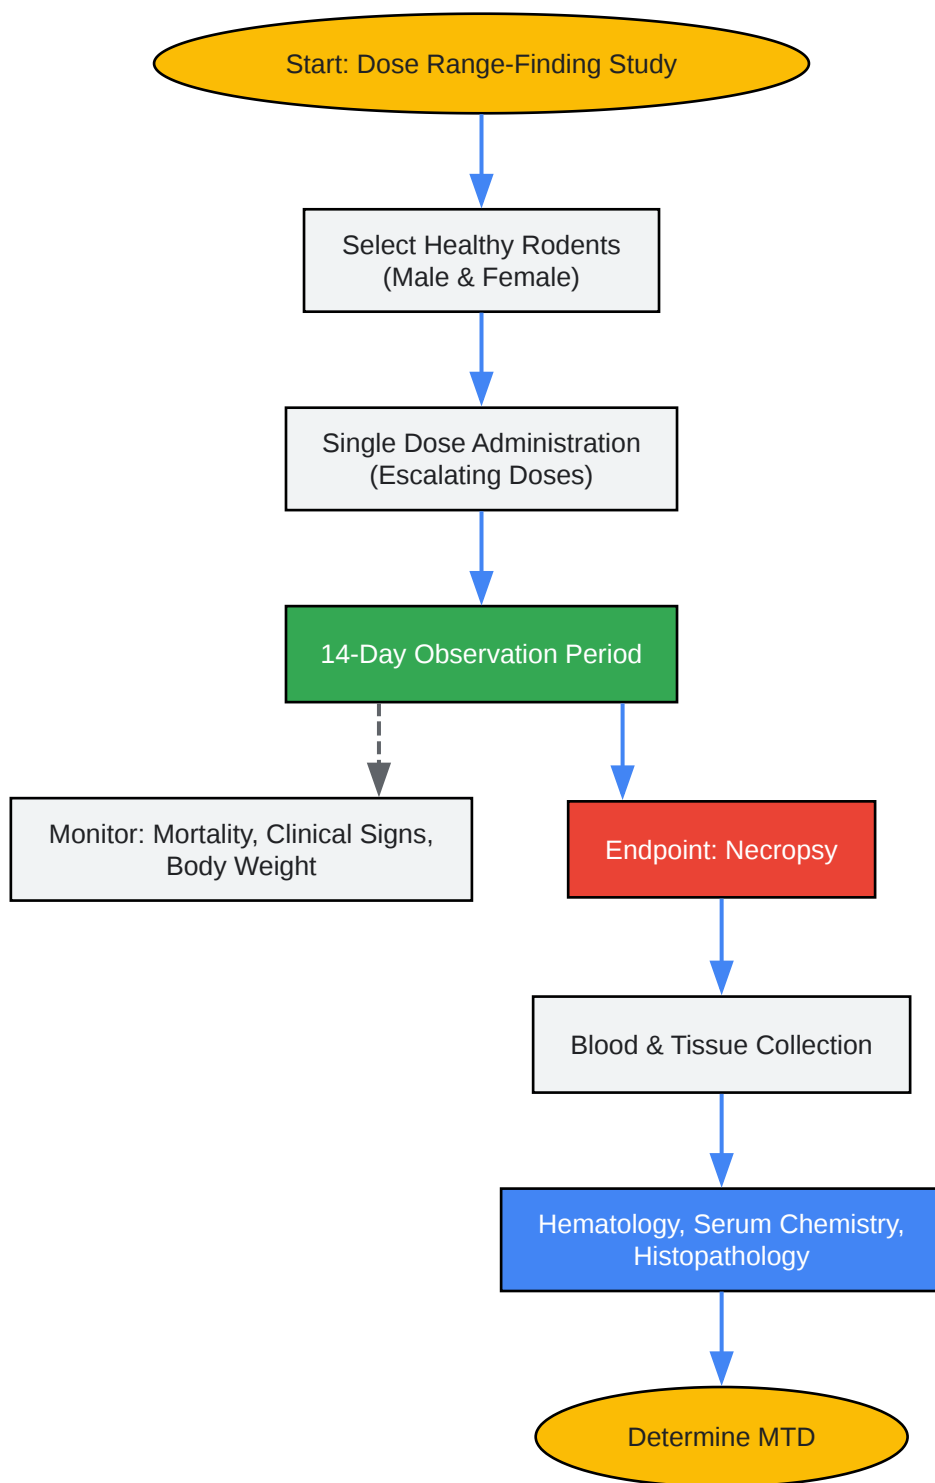 Start: Dose Range-Finding Study
Select Healthy Rodents
(Male & Female)
Single Dose Administration
(Escalating Doses)
14-Day Observation Period
Monitor: Mortality, Clinical Signs,
Body Weight
Endpoint: Necropsy
Blood & Tissue Collection
Hematology, Serum Chemistry,
Histopathology
Determine MTD